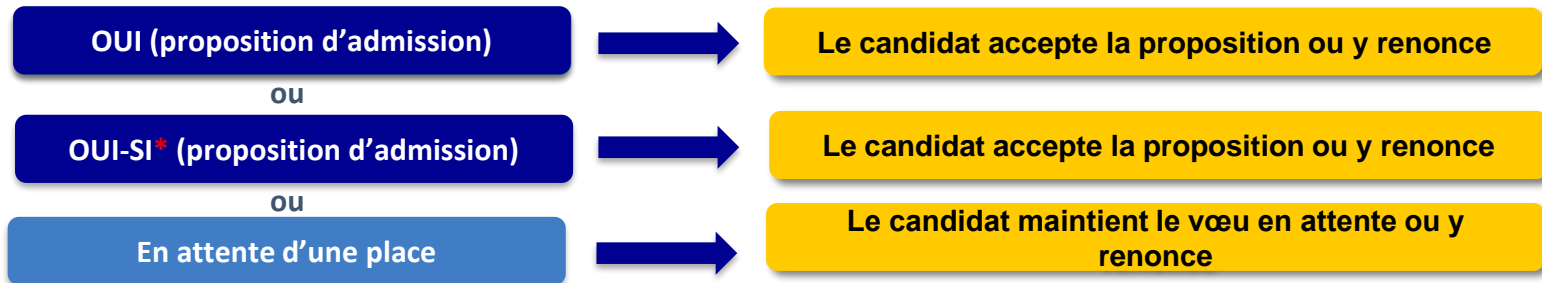 OUI (proposition d’admission)
Le candidat accepte la proposition ou y renonce
ou
OUI-SI* (proposition d’admission)
Le candidat accepte la proposition ou y renonce
ou
En attente d’une place
Le candidat maintient le vœu en attente ou y
renonce